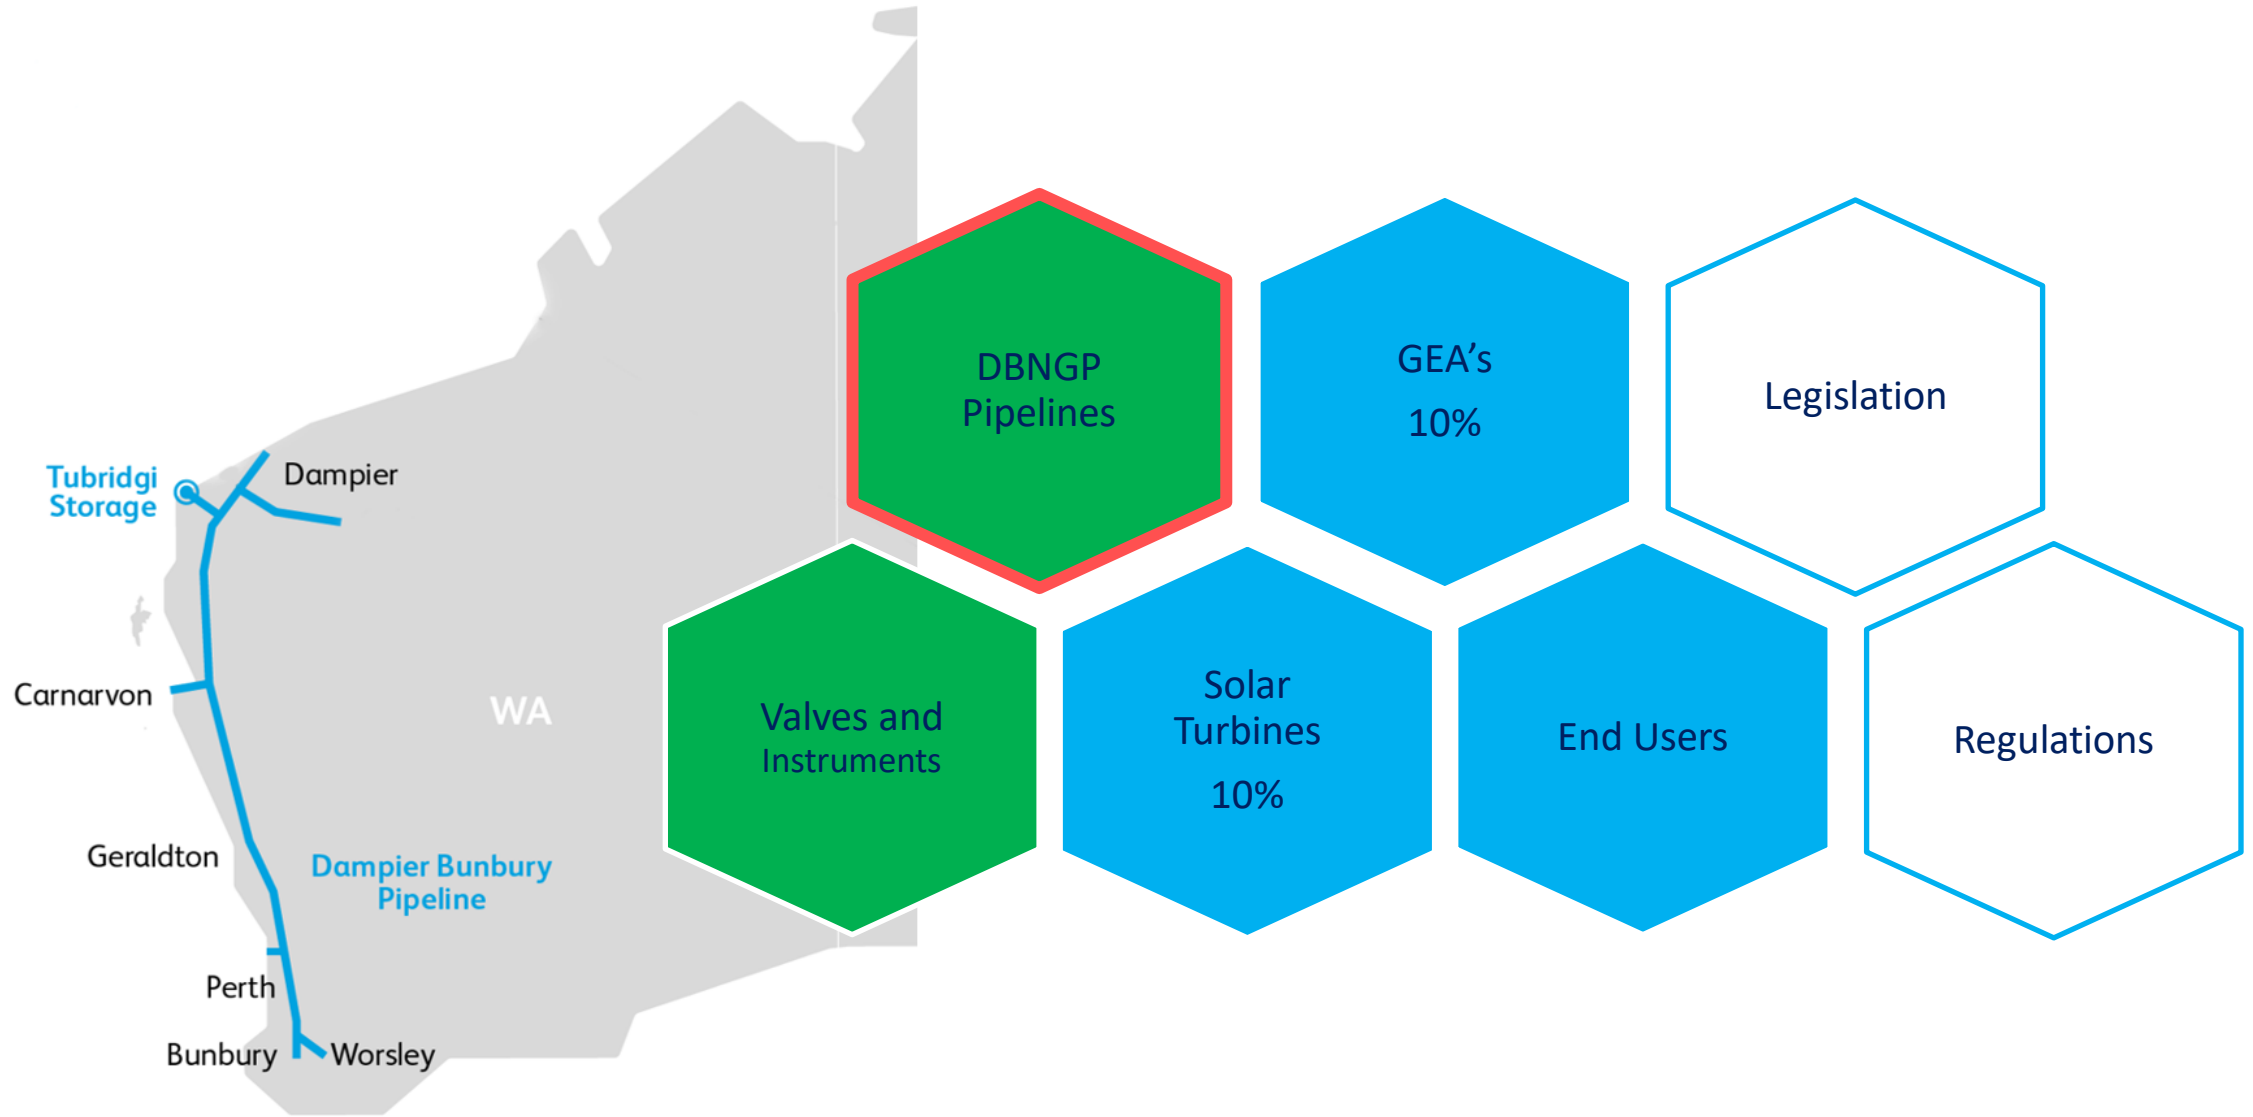 Tubridgi
Storage
Dampier
Carnarvon
WA
Geraldton
Dampier Bunbury
Pipeline
Perth
Bunbury
Worsley
DBNGP
Pipelines
GEA’s
10%
Legislation
Valves and
Instruments
Solar
Turbines
10%
End Users
Regulations